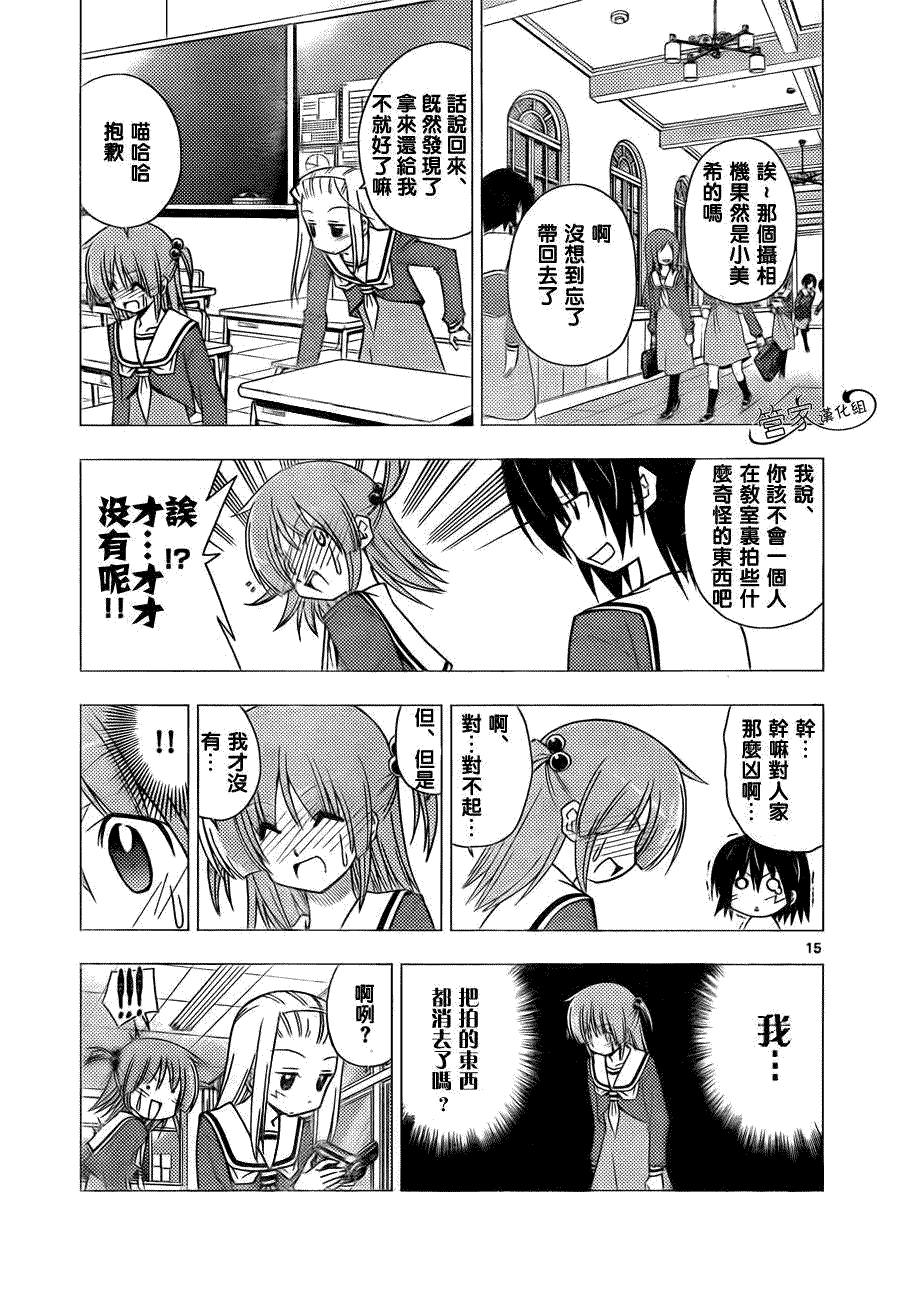 誒~那個攝相
機果然是小美
希的嗎
啊
沒想到忘了
帶回去了
話說回來、
既然發現了
拿來還給我
不就好了嘛
喵哈哈
抱歉
管家漢化組
我說、
你該不會一個人
在教室裏拍些什
麼奇怪的東西吧
誒!?
才…才才
没有呢!!
幹…
幹嘛對人家
那麼凶啊…
啊、
對…對不起…
但、但是
我才沒
有…
!!
15
我…
把拍的東西
都消去了嗎？
啊咧？
!!!!